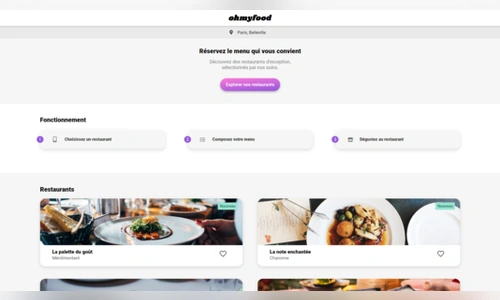 ohmyfood
Paris, Belleville
Réservez le menu qui vous convient
Découvrez des restaurants d'exception,
sélectionnés par nos soins.
Explorer nos restaurants
Fonctionnement
1 Choisissez un restaurant
2 Composez votre menu
3 Dégustez au restaurant
Restaurants
Nouveau
Nouveau
La palette du goût
Ménilmontant
La note enchantée
Charonne